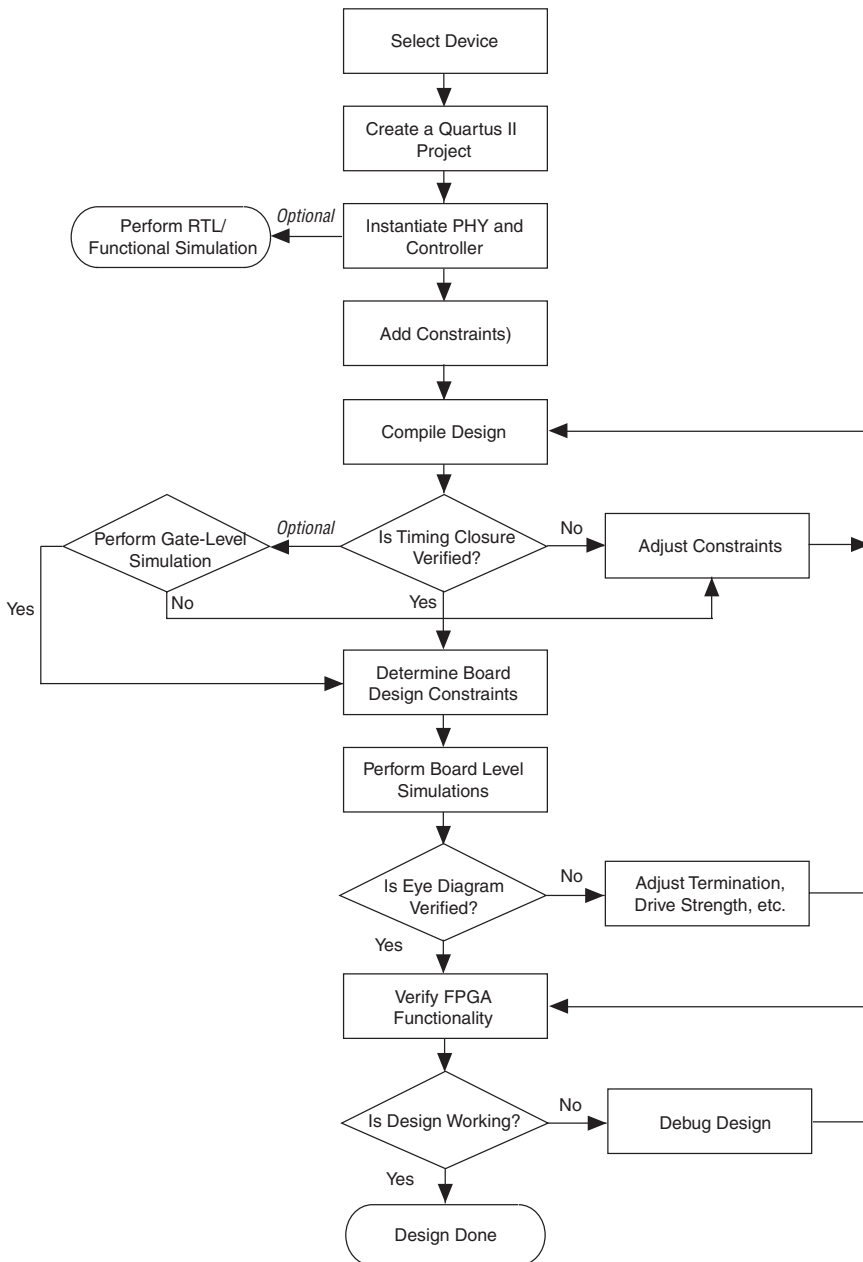 Select Device
Create a Quartus II
Project
Optional
Perform RTL/
Functional Simulation
Instantiate PHY and
Controller
Add Constraints)
Compile Design
Perform Gate-Level
Simulation
Optional
Is Timing Closure
Verified?
No
Adjust Constraints
Yes
No
Yes
Determine Board
Design Constraints
Perform Board Level
Simulations
Is Eye Diagram
Verified?
No
Adjust Termination,
Drive Strength, etc.
Yes
Verify FPGA
Functionality
Is Design Working?
No
Debug Design
Yes
Design Done